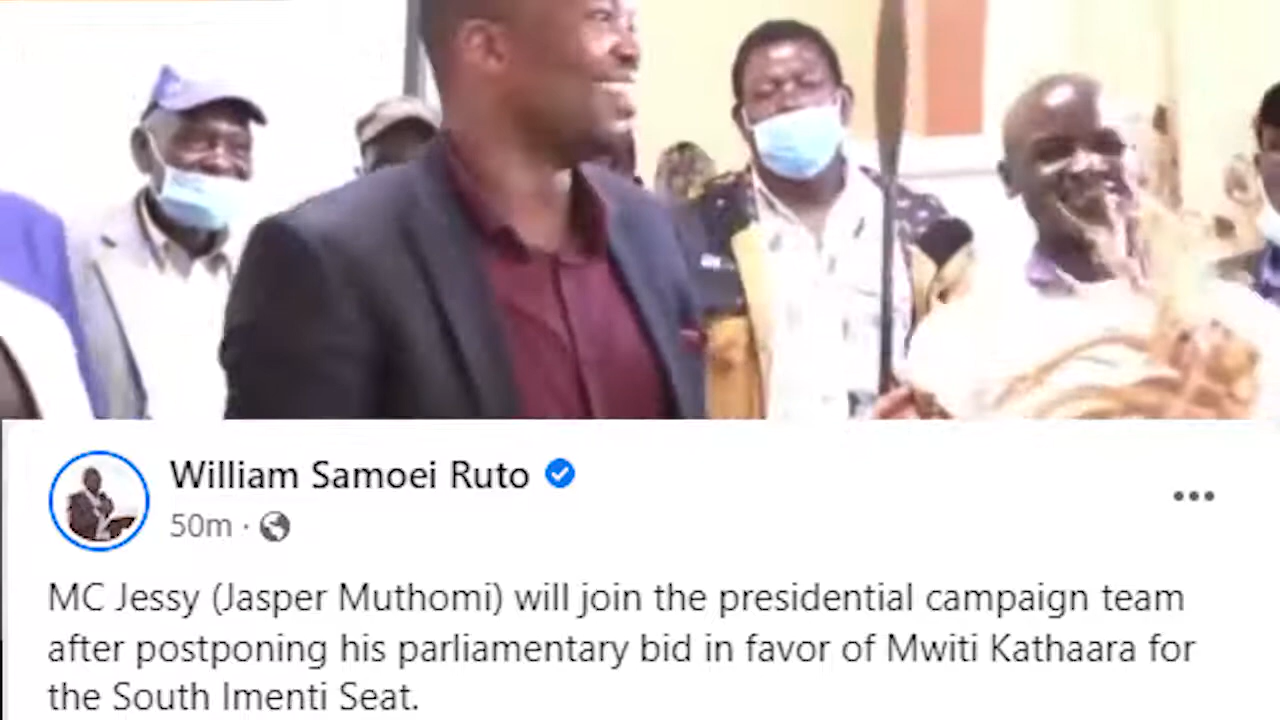 William Samoei Ruto
50m ·
MC Jessy (Jasper Muthomi) will join the presidential campaign team
after postponing his parliamentary bid in favor of Mwiti Kathaara for
the South Imenti Seat.